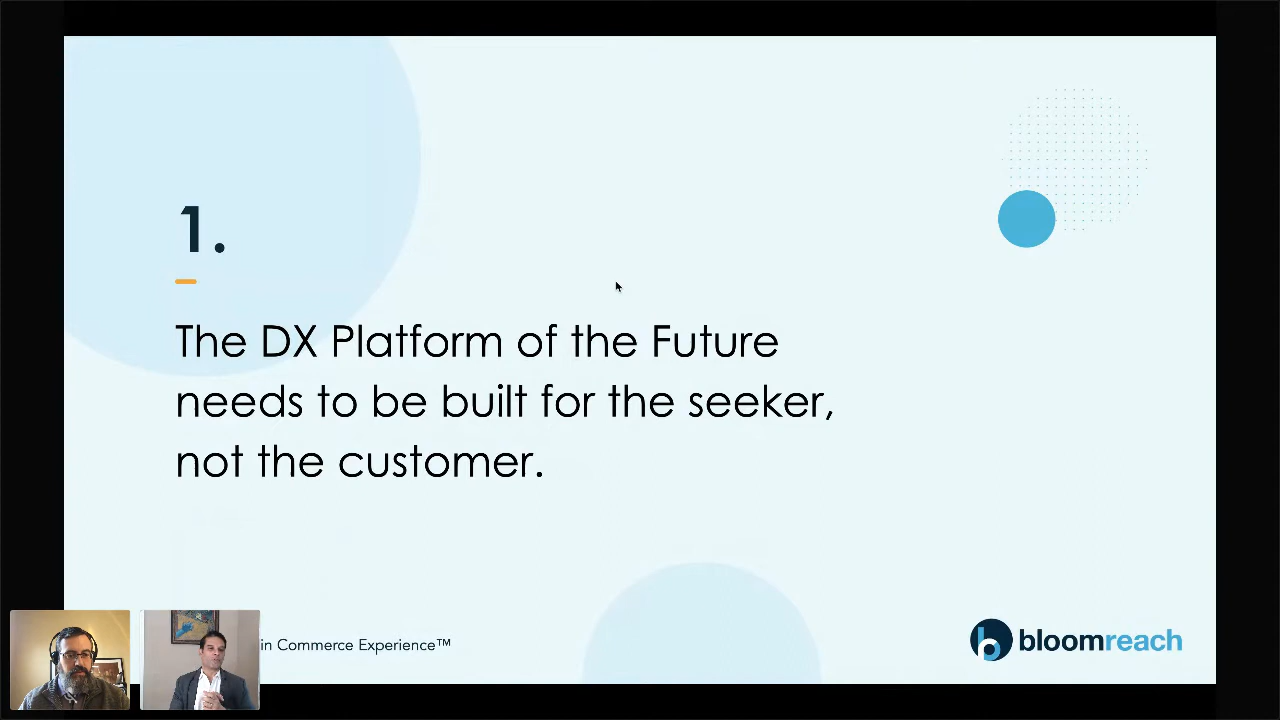 1.
The DX Platform of the Future
needs to be built for the seeker,
not the customer.
in Commerce Experience™
bloomreach